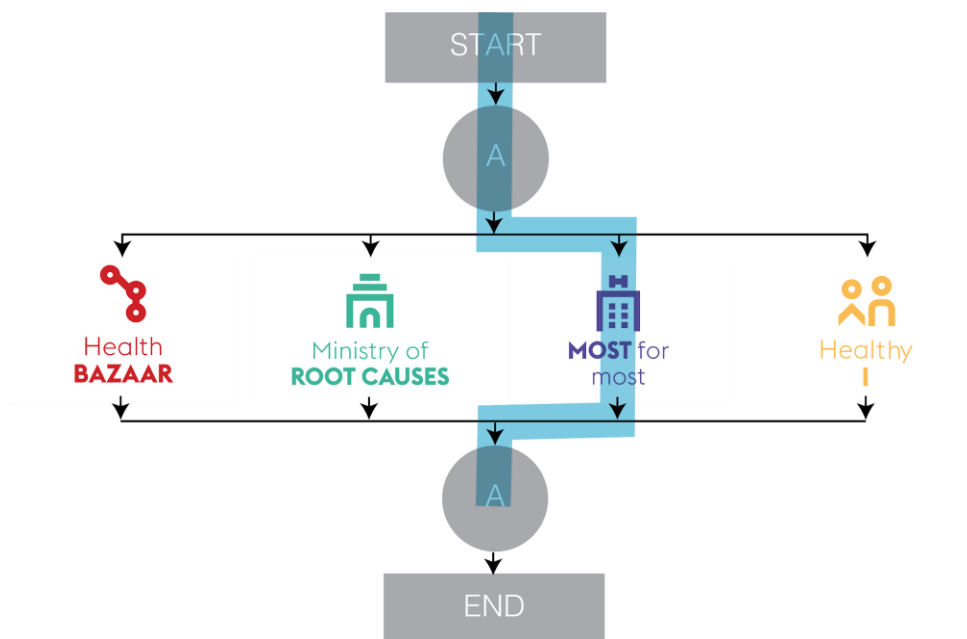 START
A
Health
BAZAAR
Ministry of
ROOT CAUSES
MOST for
most
Healthy
I
A
END